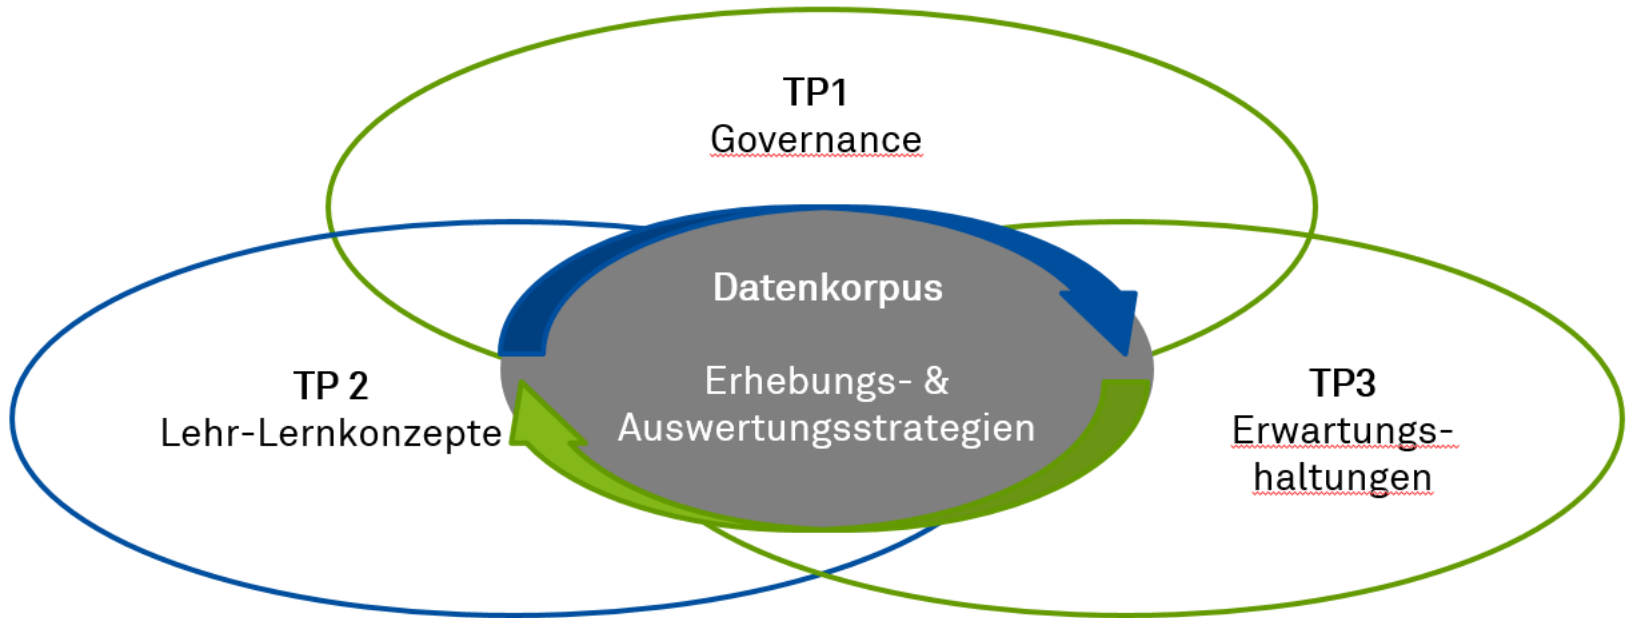 TP1
Governance
Datenkorpus
Erhebungs- &
Auswertungsstrategien
TP 2
Lehr-Lernkonzepte
TP3
Erwartungs-
haltungen